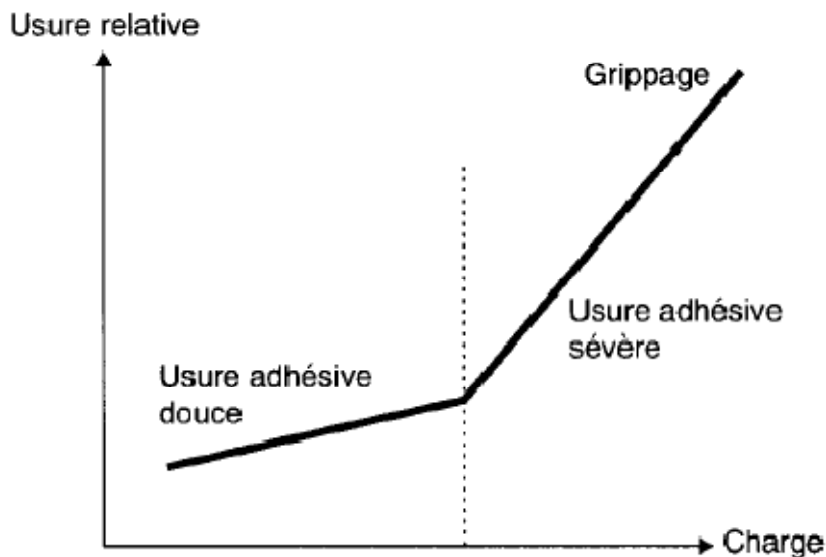 Usure relative
Grippage
Usure adhésive
sévère
Usure adhésive
douce
Charge